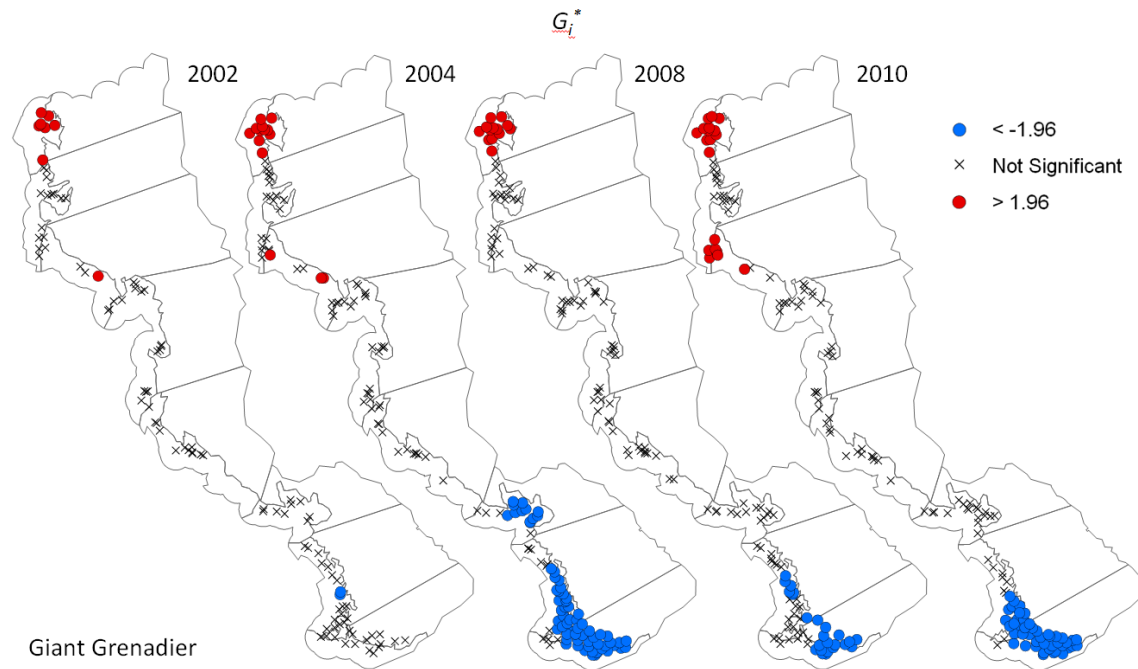 Gi*
2002
2004
2008
2010
< -1.96
Not Significant
> 1.96
Giant Grenadier